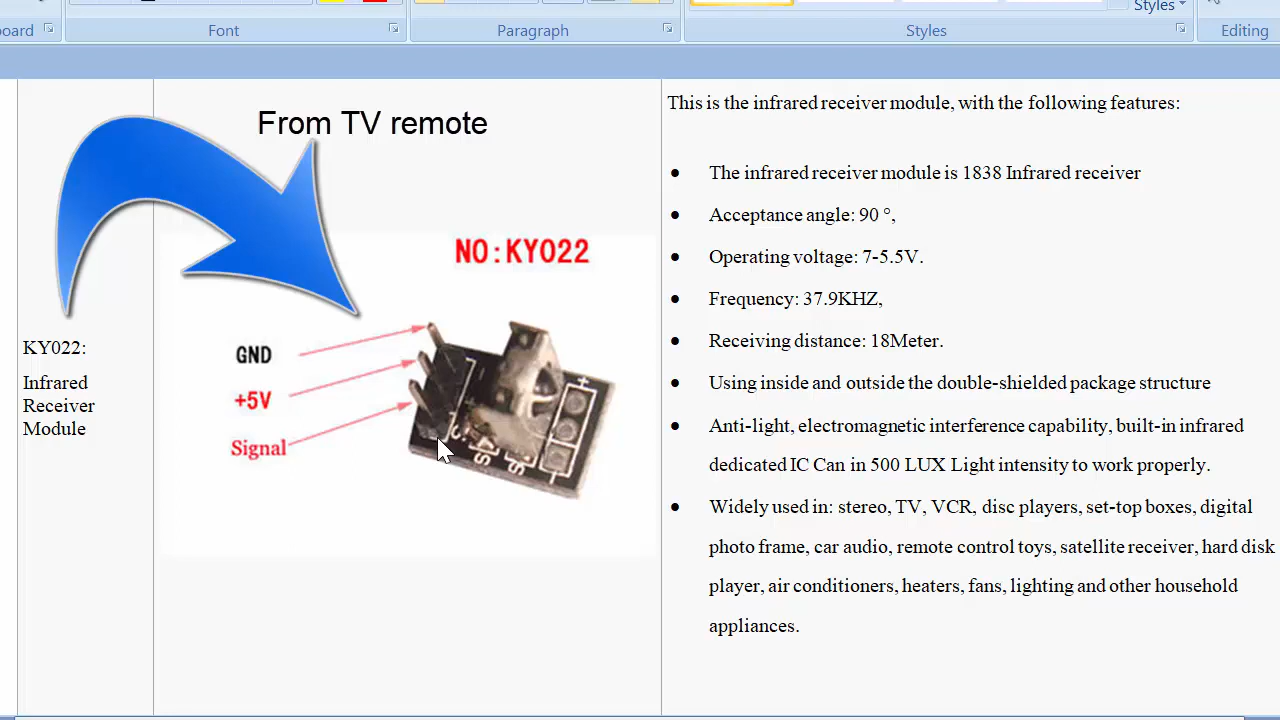 oard
Font
Paragraph
Styles
Styles
Editing
From TV remote
NO:KY022
GND
+5V
Signal
KY022:
Infrared
Receiver
Module
This is the infrared receiver module, with the following features:
● The infrared receiver module is 1838 Infrared receiver
● Acceptance angle: 90 °,
● Operating voltage: 7-5.5V.
● Frequency: 37.9KHZ,
● Receiving distance: 18Meter.
● Using inside and outside the double-shielded package structure
● Anti-light, electromagnetic interference capability, built-in infrared
dedicated IC Can in 500 LUX Light intensity to work properly.
● Widely used in: stereo, TV, VCR, disc players, set-top boxes, digital
photo frame, car audio, remote control toys, satellite receiver, hard disk
player, air conditioners, heaters, fans, lighting and other household
appliances.